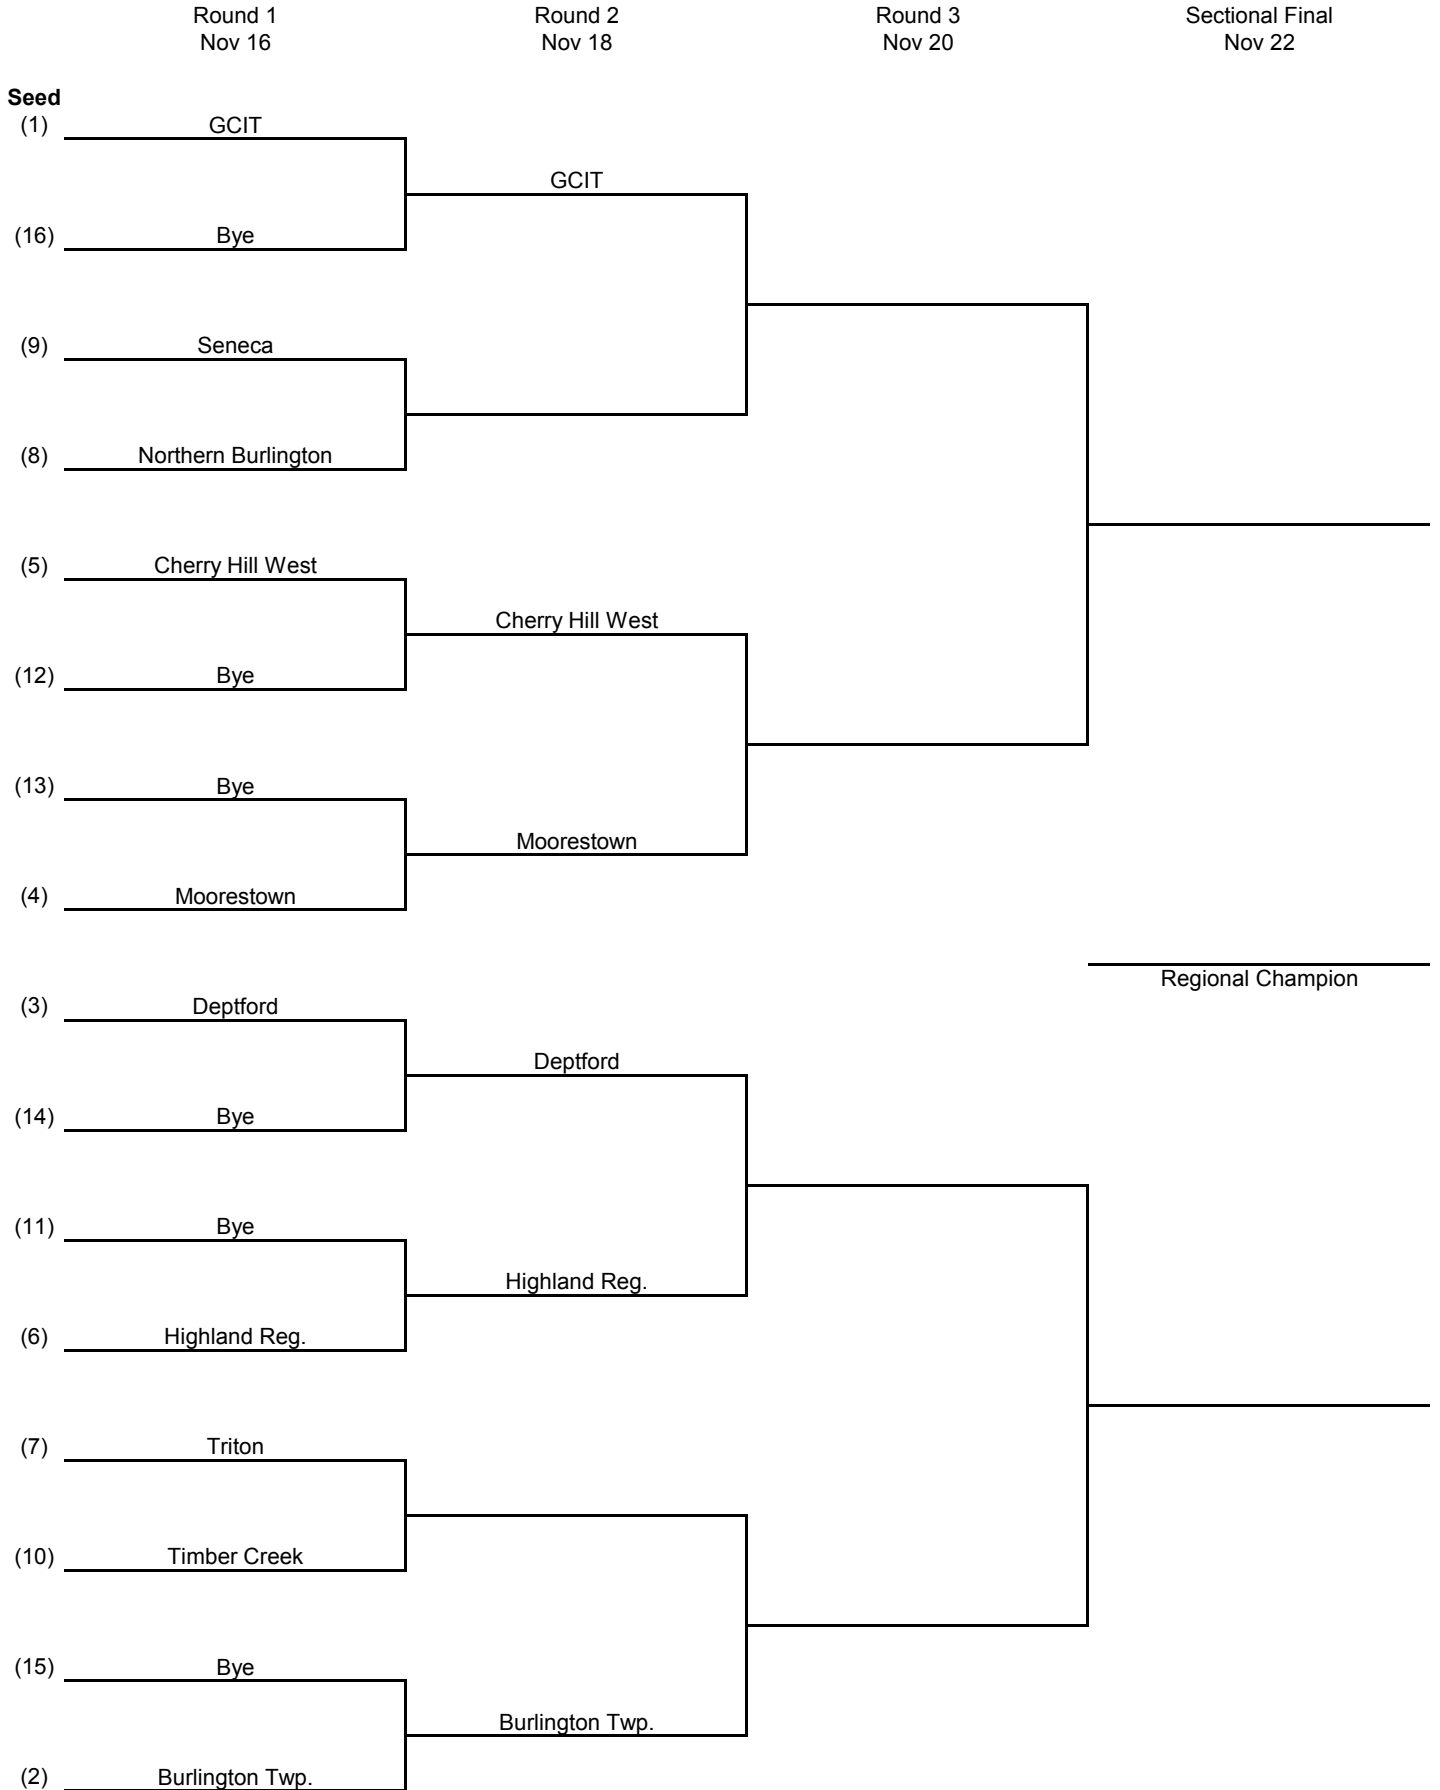 Round 1
Nov 16
Round 2
Nov 18
Round 3
Nov 20
Sectional Final
Nov 22
Seed
(1) GCIT
GCIT
(16) Bye
(9) Seneca
(8) Northern Burlington
(5) Cherry Hill West
Cherry Hill West
(12) Bye
(13) Bye
Moorestown
(4) Moorestown
Regional Champion
(3) Deptford
Deptford
(14) Bye
(11) Bye
Highland Reg.
(6) Highland Reg.
(7) Triton
(10) Timber Creek
(15) Bye
Burlington Twp.
(2) Burlington Twp.